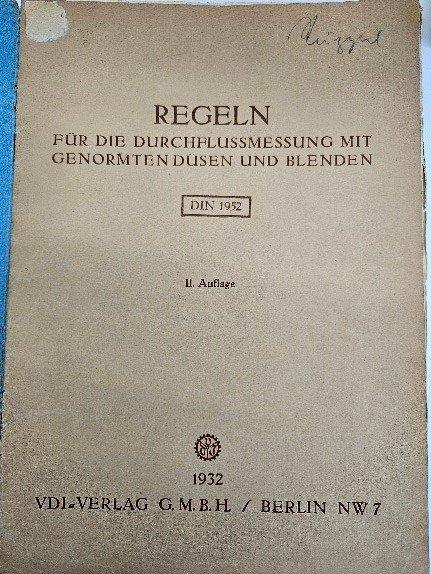 REGELN
FÜR DIE DURCHFLUSSMESSUNG MIT
GENORMTEN DÜSEN UND BLENDEN
DIN 1952
II. Auflage
1932
VDI-VERLAG G.M.B.H. / BERLIN NW 7